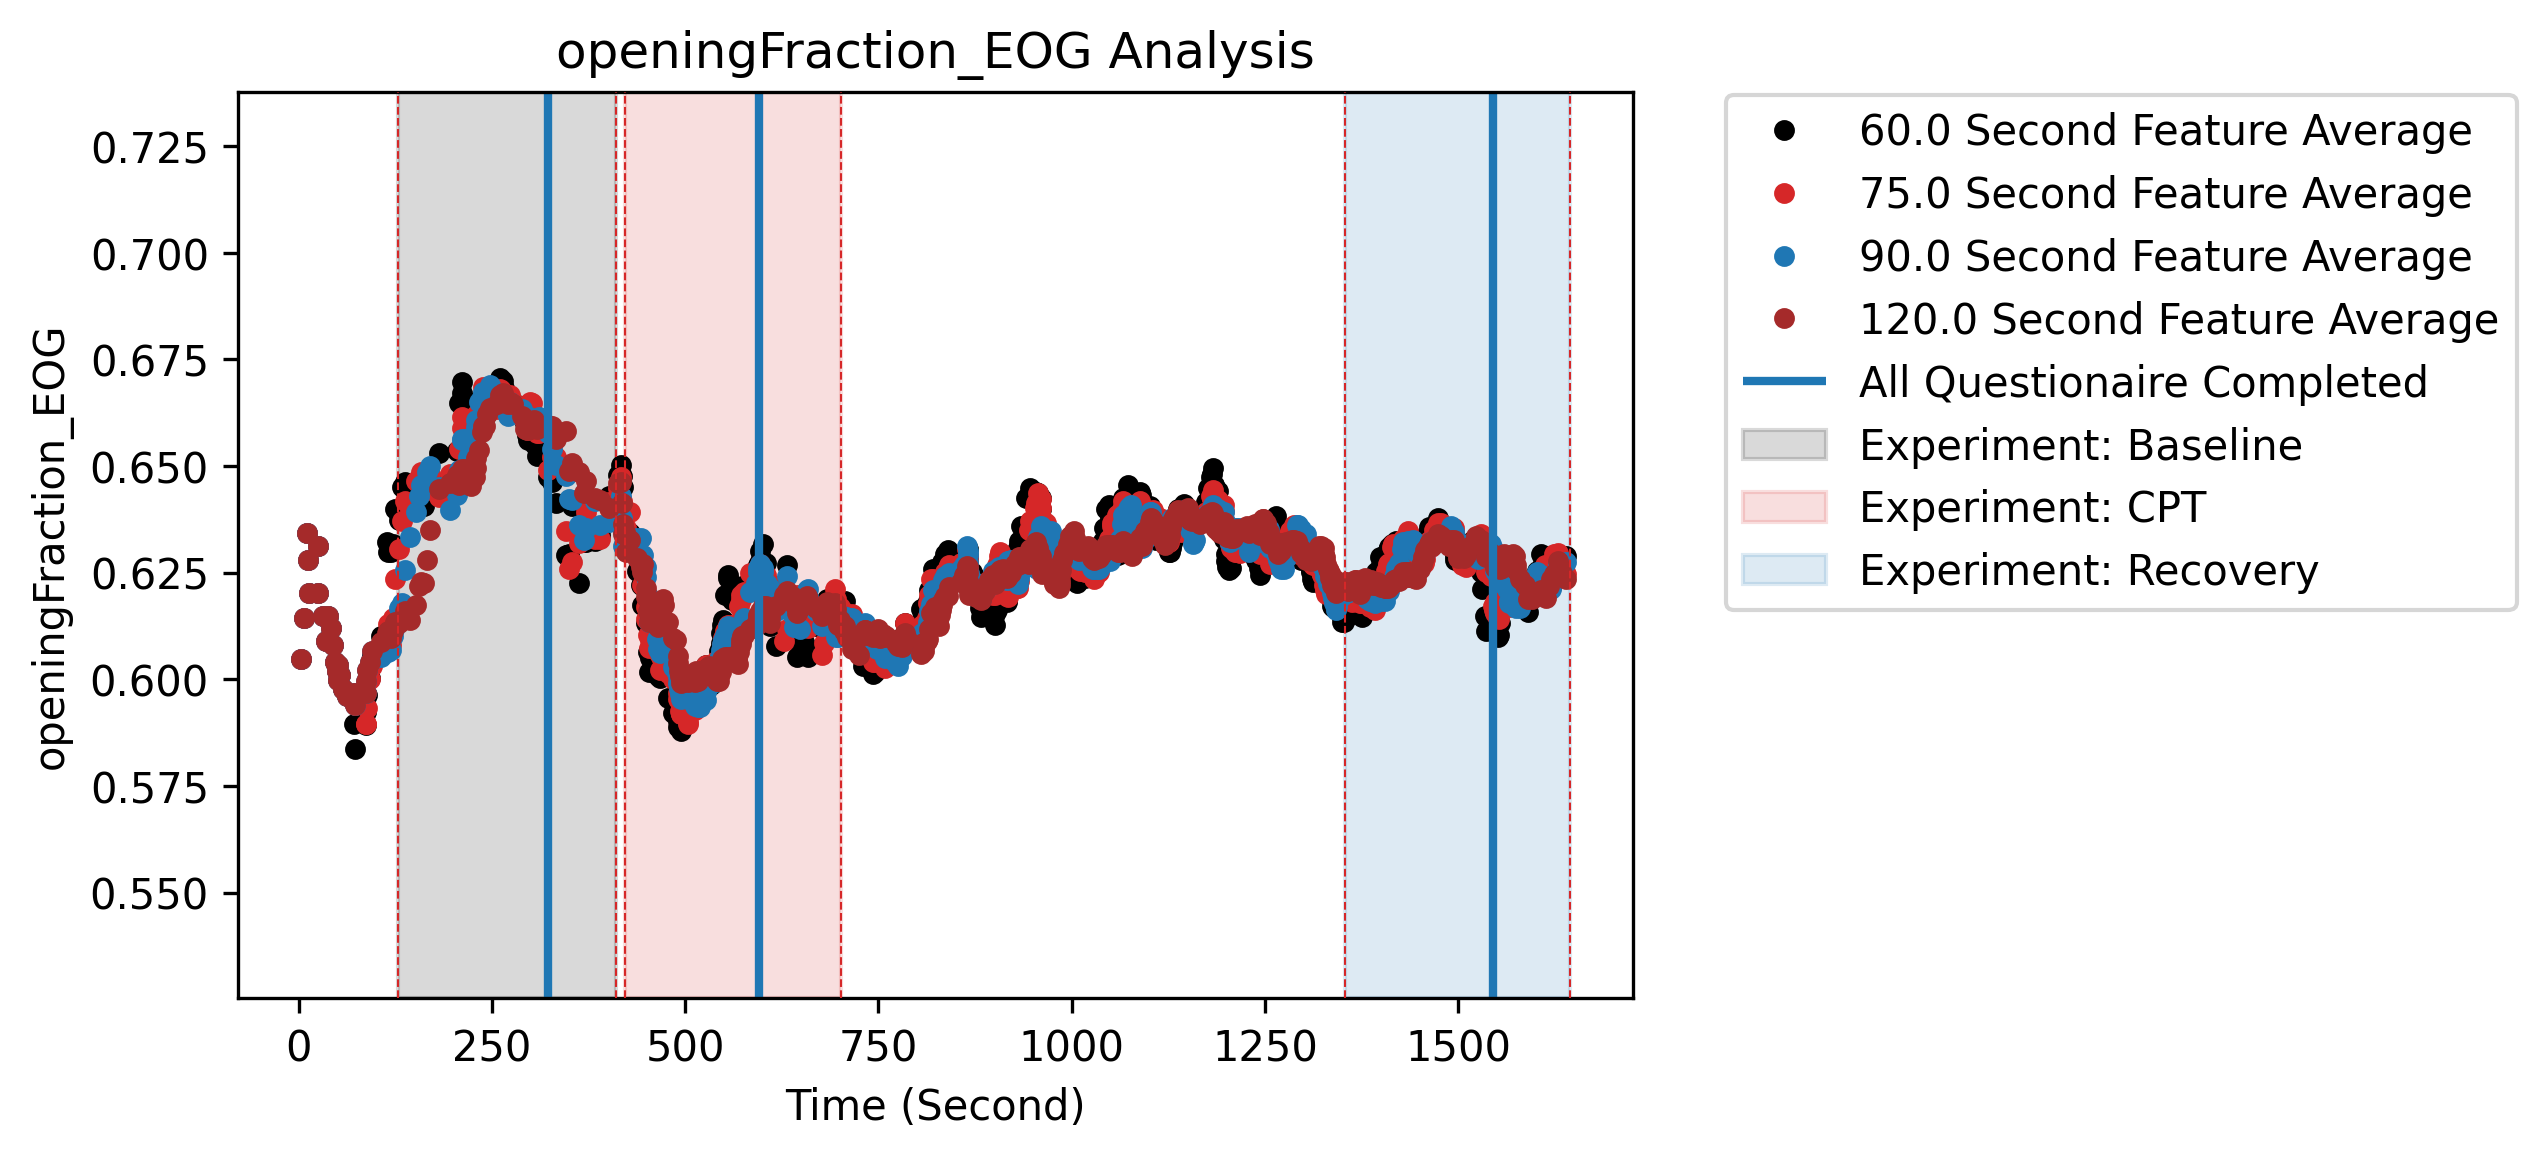 openingFraction_EOG Analysis
openingFraction_EOG
0.725
0.700
0.675
0.650
0.625
0.600
0.575
0.550
0
250
500
750
1000
1250
1500
Time (Second)
60.0 Second Feature Average
75.0 Second Feature Average
90.0 Second Feature Average
120.0 Second Feature Average
All Questionaire Completed
Experiment: Baseline
Experiment: CPT
Experiment: Recovery